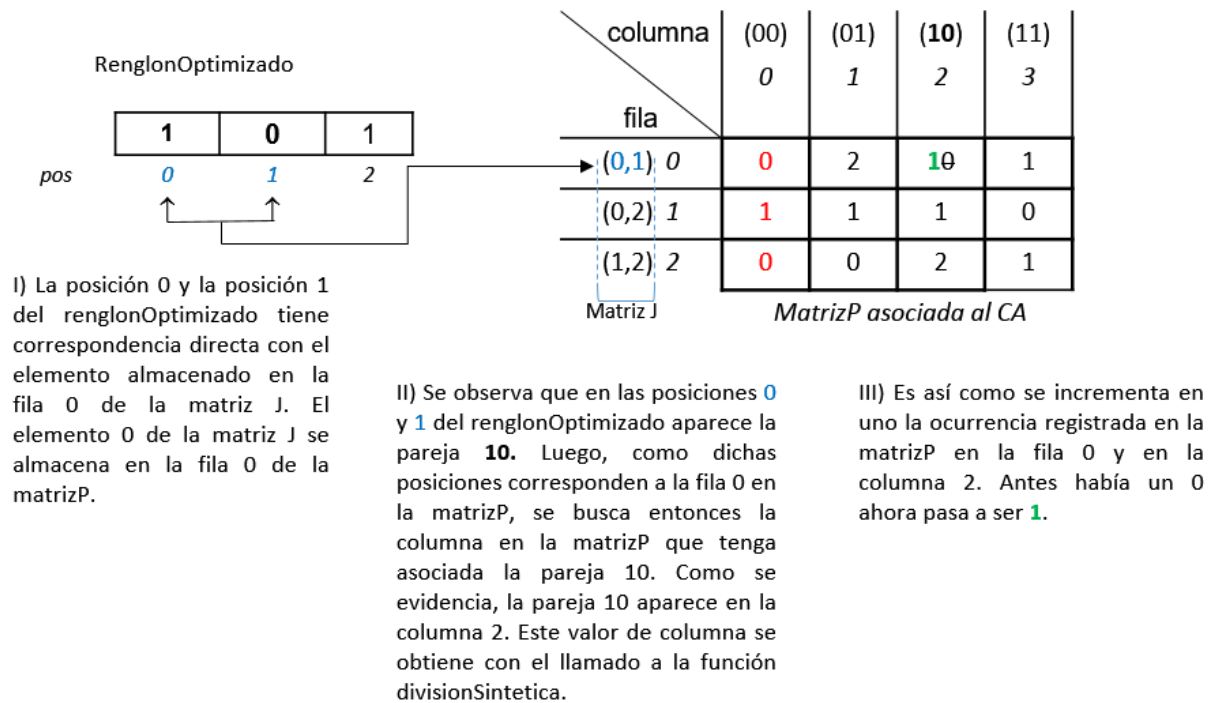 RenglonOptimizado
1 0 1
pos 0 1 2
columna (00) (01) (10) (11)
0 1 2 3
fila
(0,1) 0 0 2 10 1
(0,2) 1 1 1 1 0
(1,2) 2 0 0 2 1
Matriz J
MatrizP asociada al CA
I) La posición 0 y la posición 1
del renglonOptimizado tiene
correspondencia directa con el
elemento almacenado en la
fila 0 de la matriz J. El
elemento 0 de la matriz J se
almacena en la fila 0 de la
matrizP.
II) Se observa que en las posiciones 0
y 1 del renglonOptimizado aparece la
pareja 10. Luego, como dichas
posiciones corresponden a la fila 0 en
la matrizP, se busca entonces la
columna en la matrizP que tenga
asociada la pareja 10. Como se
evidencia, la pareja 10 aparece en la
columna 2. Este valor de columna se
obtiene con el llamado a la función
divisionSintetica.
III) Es así como se incrementa en
uno la ocurrencia registrada en la
matrizP en la fila 0 y en la
columna 2. Antes había un 0
ahora pasa a ser 1.